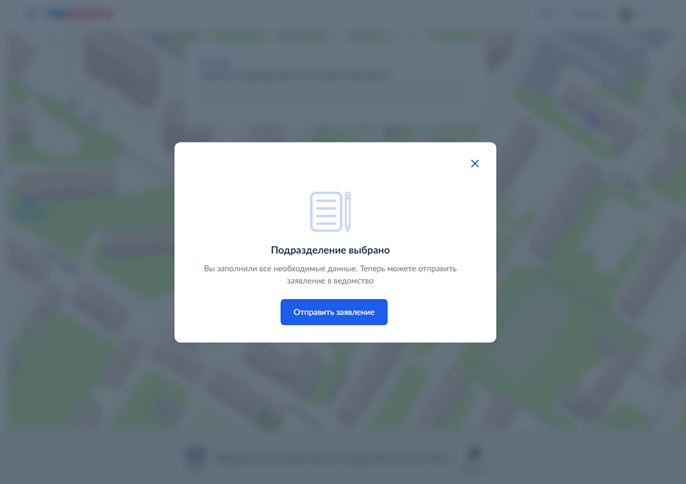 Подразделение выбрано
Вы заполнили все необходимые данные. Теперь можете отправить
заявление в ведомство
Отправить заявление